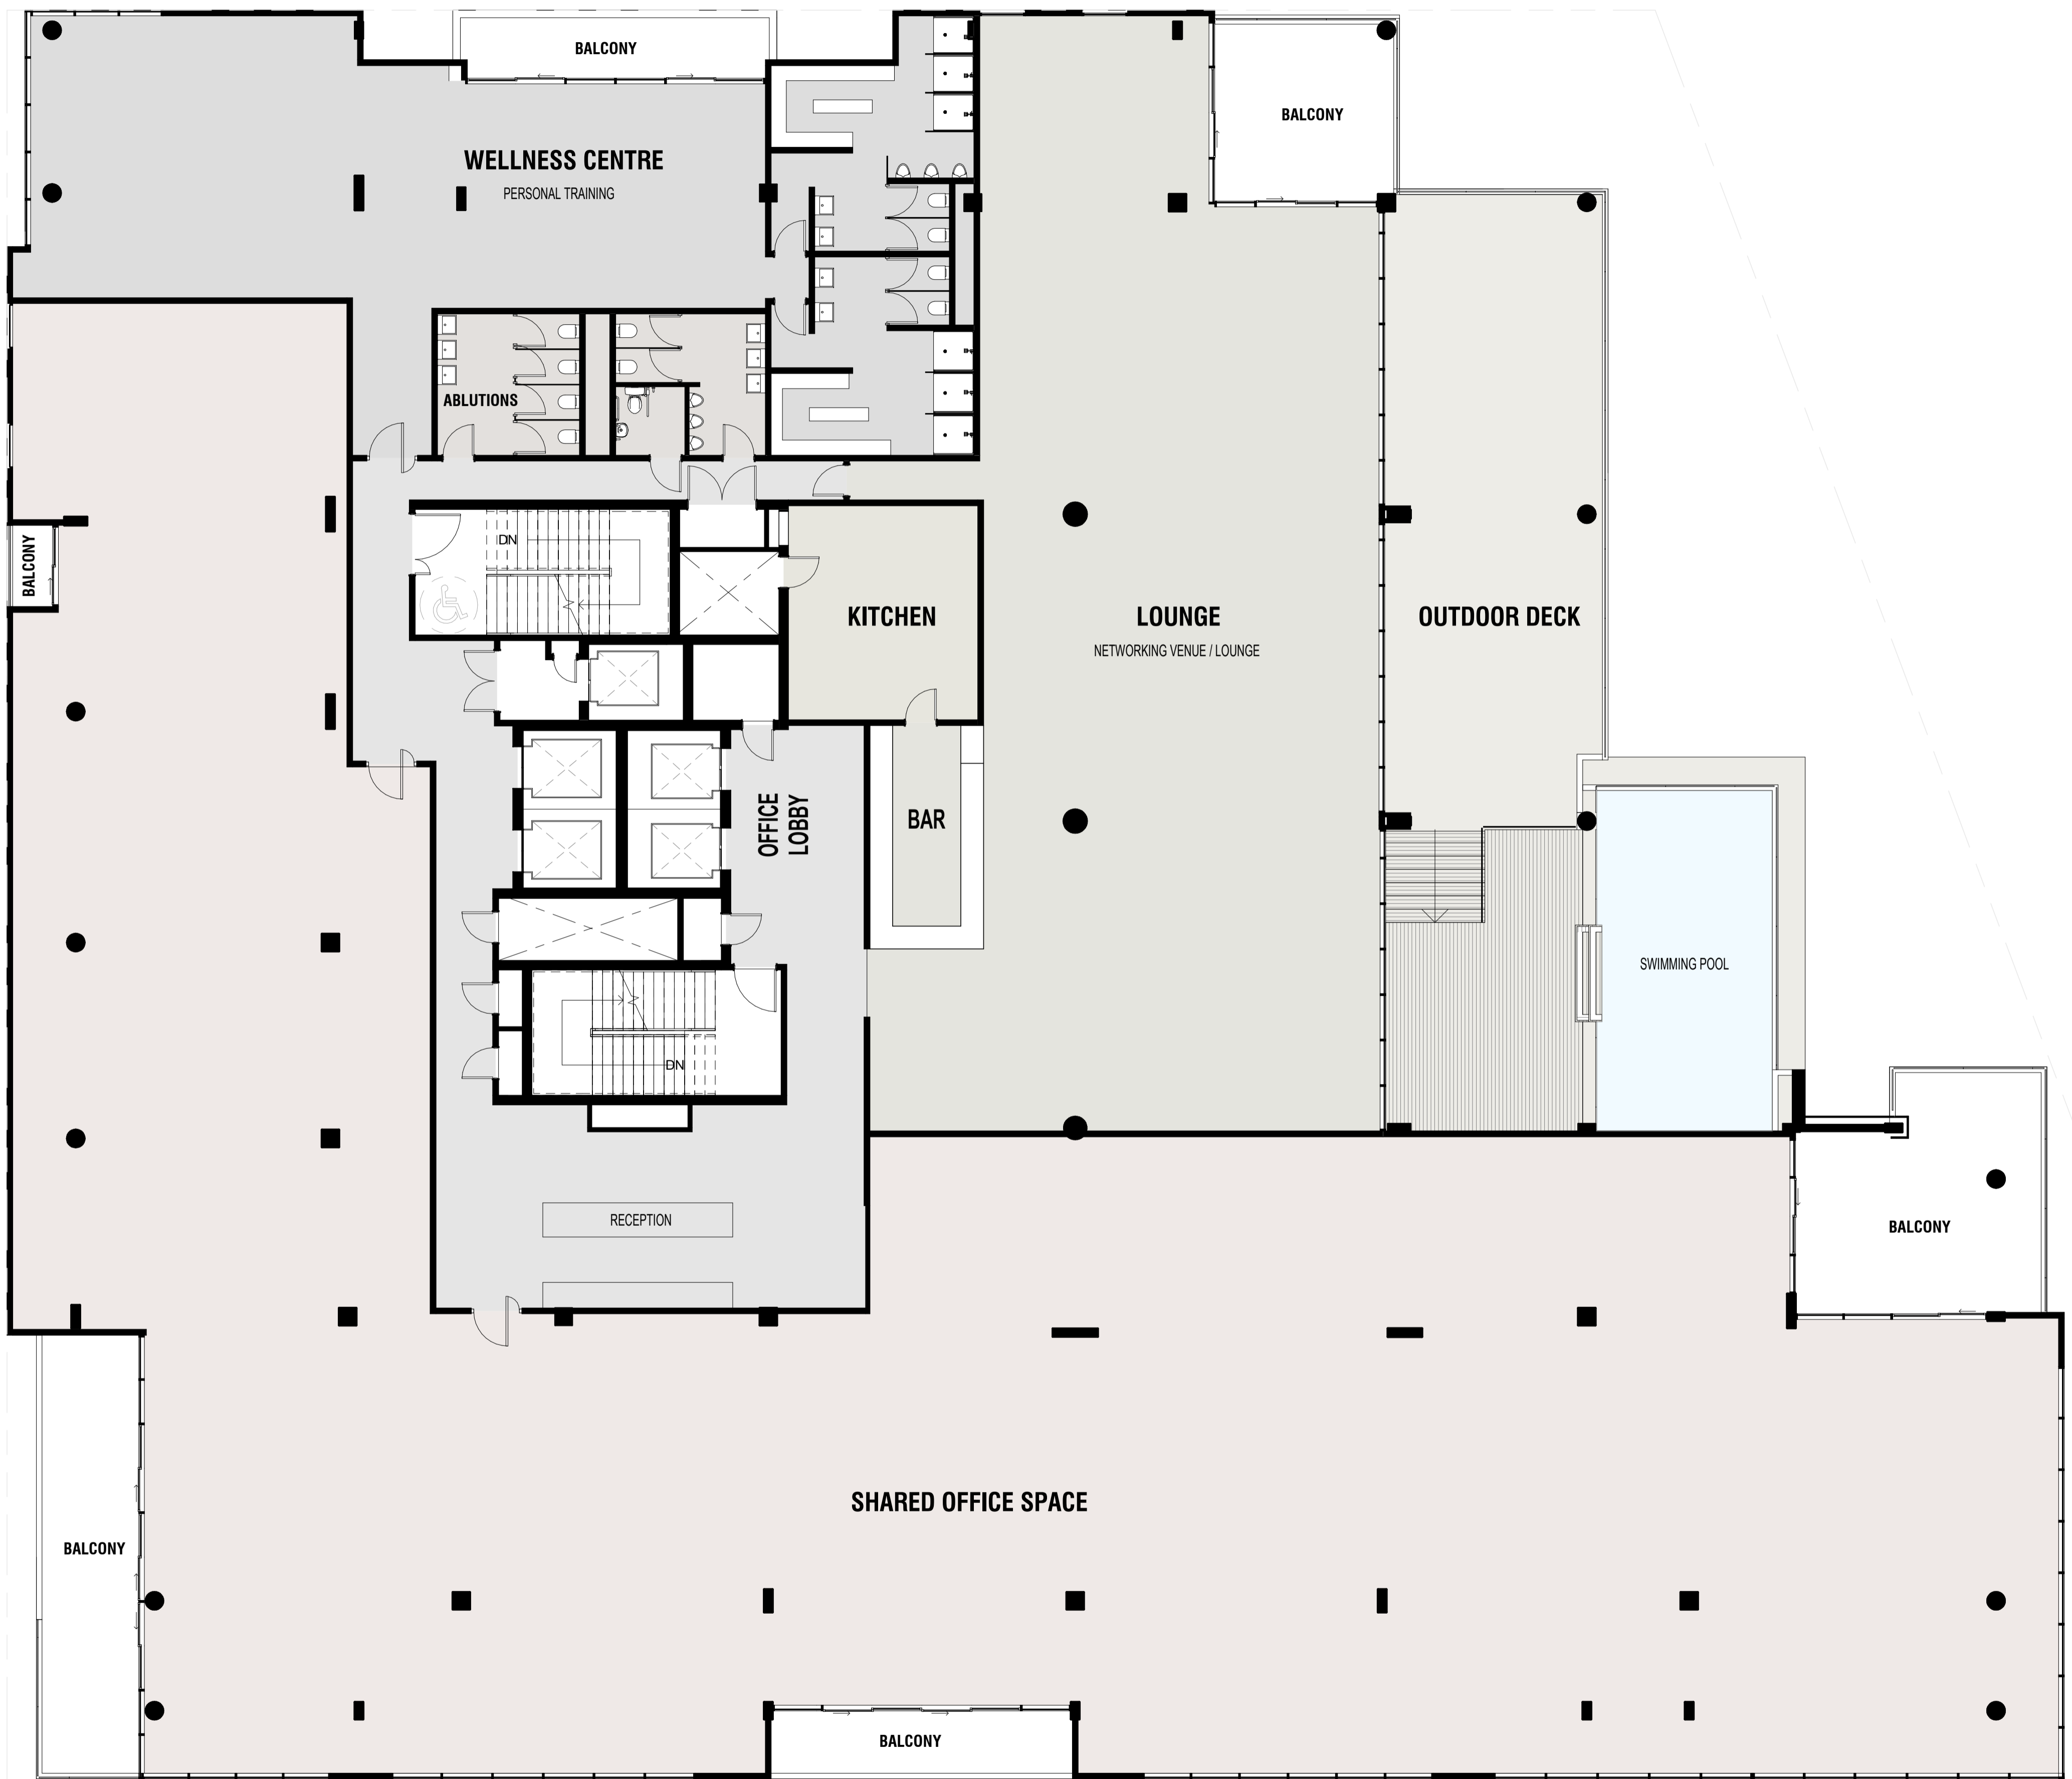 BALCONY
BALCONY
WELLNESS CENTRE
PERSONAL TRAINING
ABLUTIONS
DN
BALCONY
KITCHEN
LOUNGE
NETWORKING VENUE / LOUNGE
OUTDOOR DECK
OFFICE
LOBBY
BAR
SWIMMING POOL
DN
RECEPTION
BALCONY
SHARED OFFICE SPACE
BALCONY
BALCONY